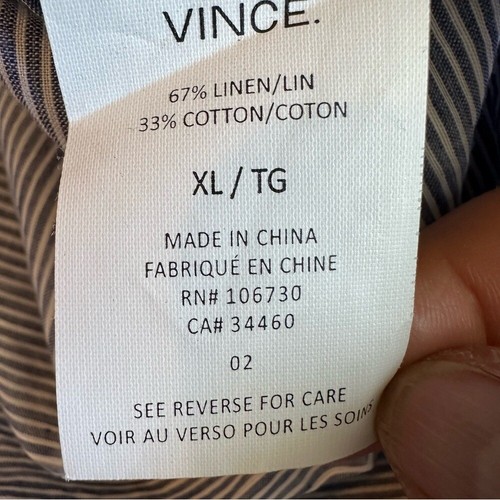 VINCE.
67% LINEN/LIN
33% COTTON/COTON
XL / TG
MADE IN CHINA
FABRIQUÉ EN CHINE
RN# 106730
CA# 34460
02
SEE REVERSE FOR CARE
VOIR AU VERSO POUR LES SOINS